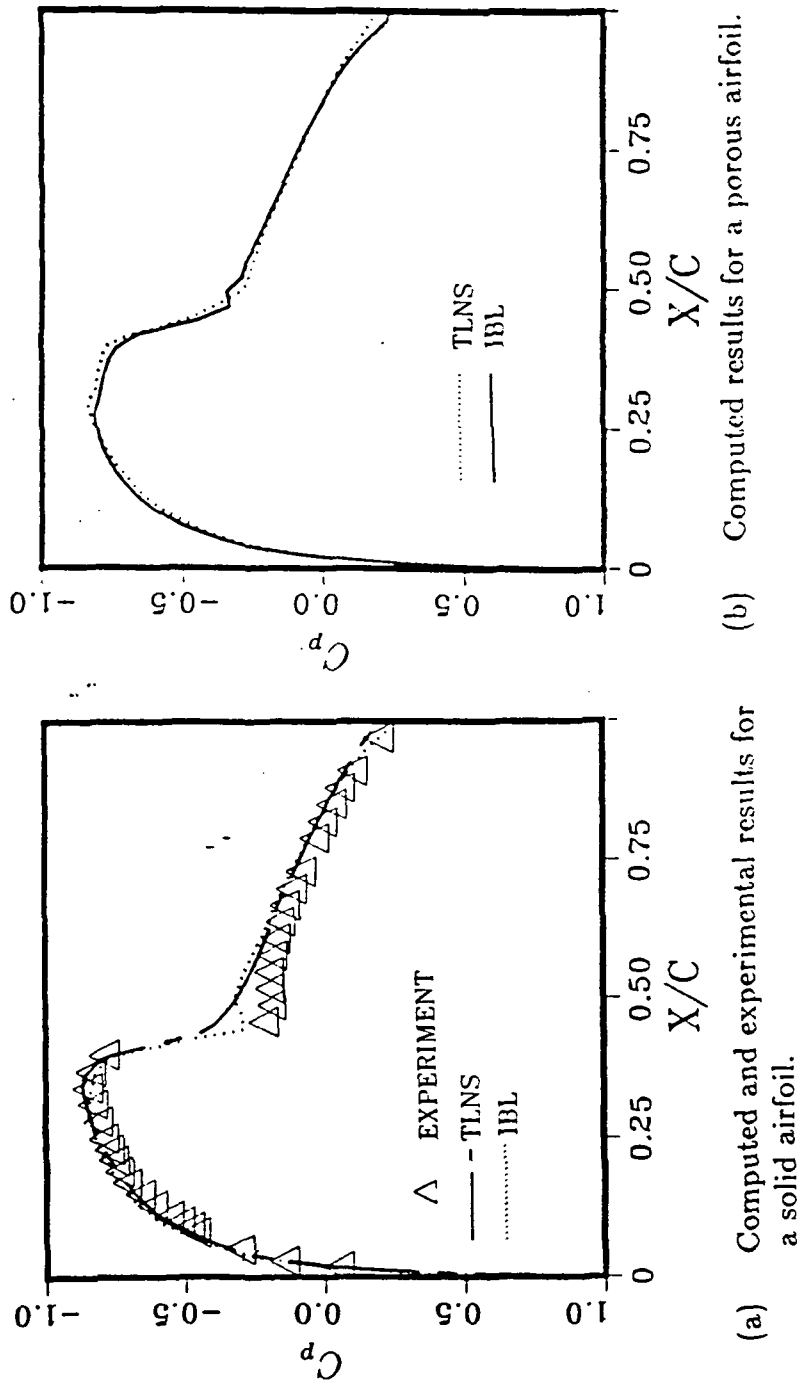 -1.0
-0.5
0.0
0.5
1.0
C_p
△ EXPERIMENT
TLNS
IBL
0
0.25
0.50
0.75
X/C
(a) Computed and experimental results for
a solid airfoil.
-1.0
-0.5
0.0
0.5
1.0
C_p
TLNS
IBL
0
0.25
0.50
0.75
X/C
(b) Computed results for a porous airfoil.